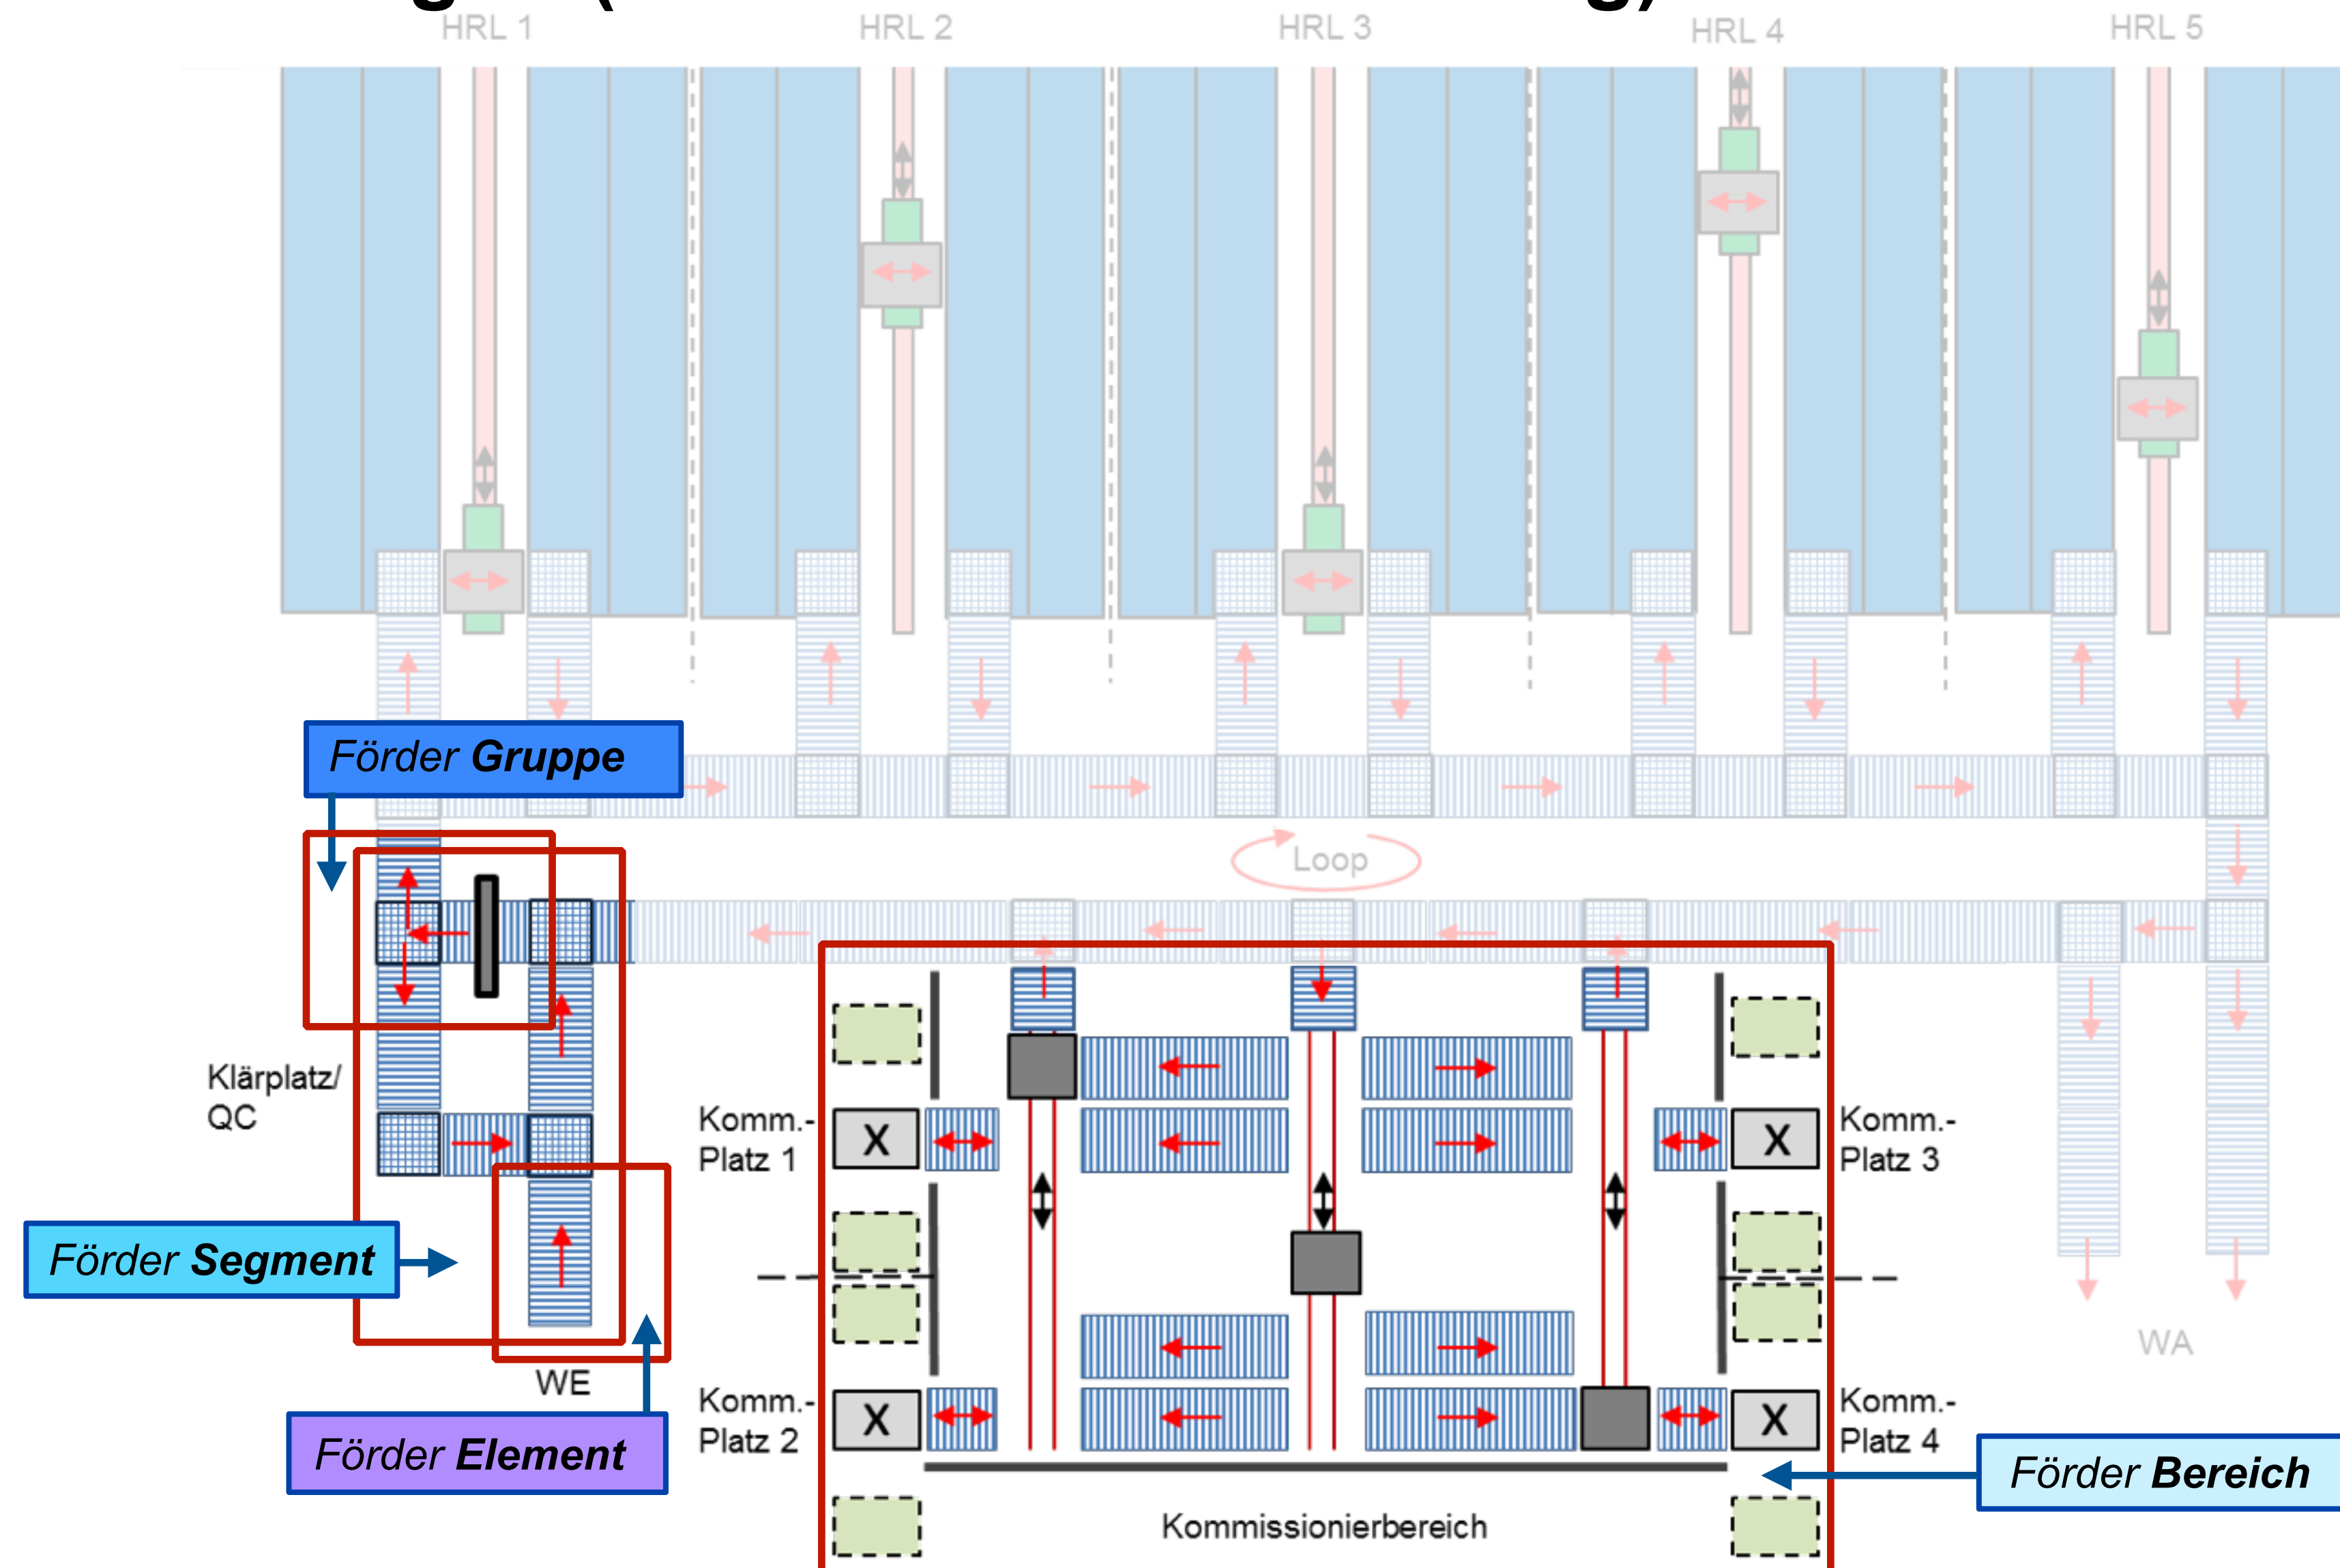 HRL 1
HRL 2
HRL 3
HRL 4
HRL 5
Förder Gruppe
Loop
Klärplatz/
QC
Komm.-
Platz 1
X
X
Komm.-
Platz 3
Förder Segment
WE
WA
Komm.-
Platz 2
X
X
Komm.-
Platz 4
Förder Element
Förder Bereich
Kommissionierbereich